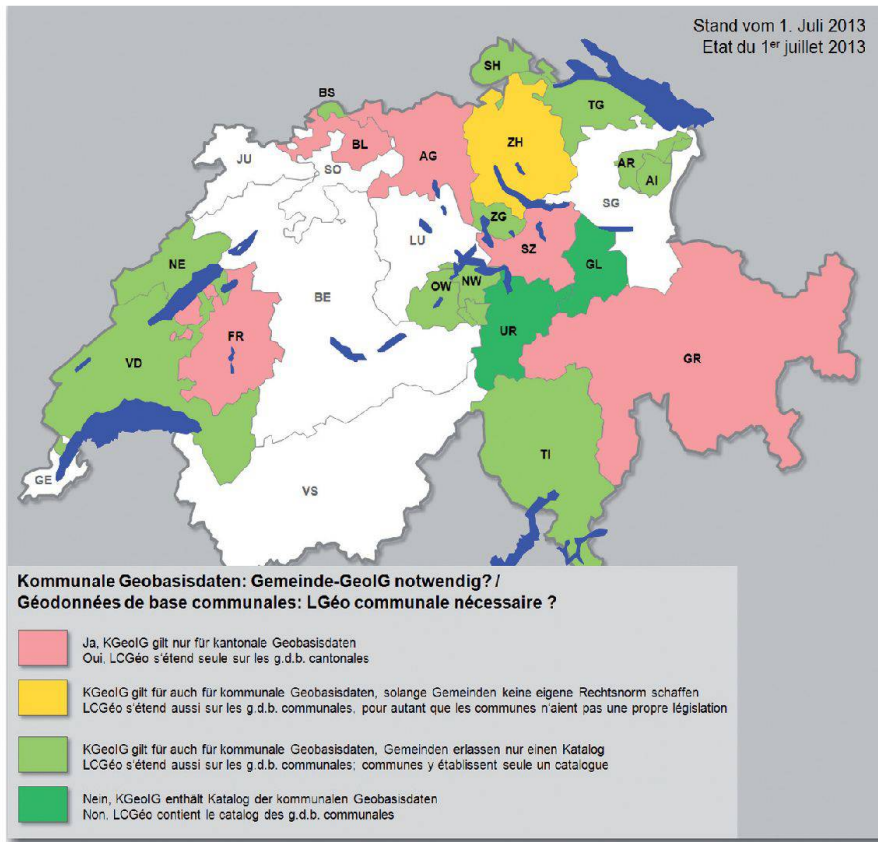 Stand vom 1. Juli 2013
Etat du 1er juillet 2013
SH
BS
TG
BL
ZH
AG
JU
SO
AR
AI
ZG
SG
LU
SZ
NE
GL
OW
NW
BE
FR
UR
VD
GR
TI
GE
VS
Kommunale Geobasisdaten: Gemeinde-GeoIG notwendig? /
Géodonnées de base communales: LGéo communale nécessaire ?
Ja, KGeoIG gilt nur für kantonale Geobasisdaten
Oui, LCGéo s'étend seule sur les g.d.b. cantonales
KGeoIG gilt für auch für kommunale Geobasisdaten, solange Gemeinden keine eigene Rechtsnorm schaffen
LCGéo s'étend aussi sur les g.d.b. communales, pour autant que les communes n'aient pas une propre législation
KGeoIG gilt für auch für kommunale Geobasisdaten, Gemeinden erlassen nur einen Katalog
LCGéo s'étend aussi sur les g.d.b. communales; communes y établissent seule un catalogue
Nein, KGeoIG enthält Katalog der kommunalen Geobasisdaten
Non, LCGéo contient le catalog des g.d.b. communales